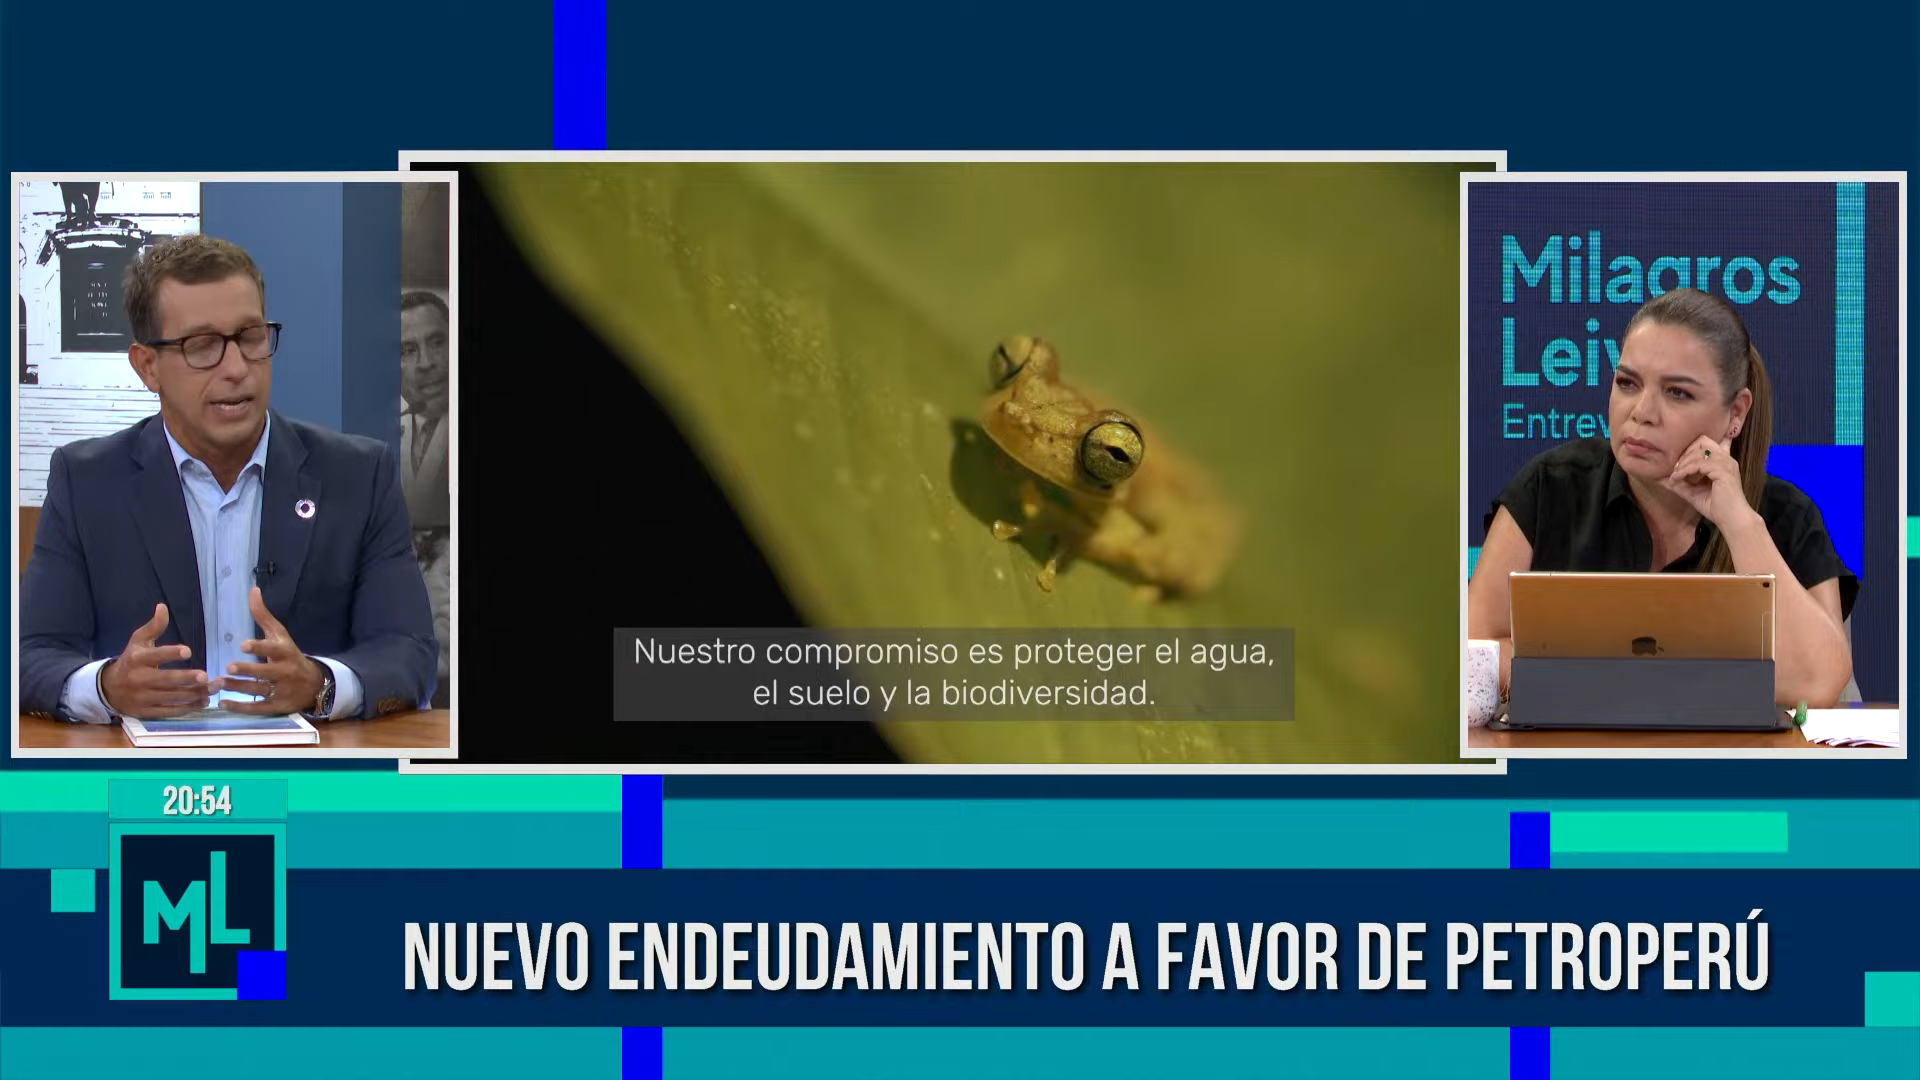 Milagros
Entrev
Nuestro compromiso es proteger el agua,
el suelo y la biodiversidad.
20:54
ML
NUEVO ENDEUDAMIENTO A FAVOR DE PETROPERÚ